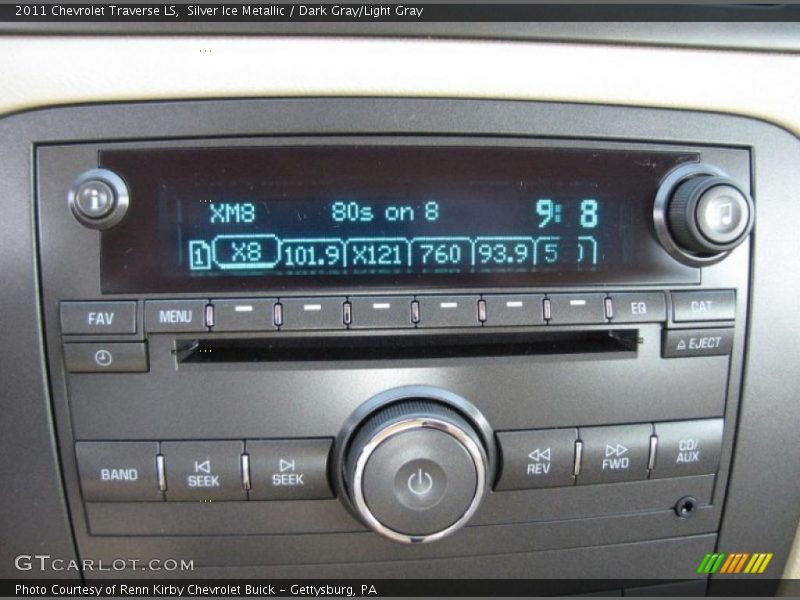 2011 Chevrolet Traverse LS, Silver Ice Metallic / Dark Gray/Light Gray
i
XM8 80s on 8 9: 8
1 X8 101.9 X121 760 93.9 5
FAV MENU EQ CAT
EJECT
BAND SEEK SEEK REV FWD CD/AUX
GTCARLOT.COM
Photo Courtesy of Renn Kirby Chevrolet Buick - Gettysburg, PA